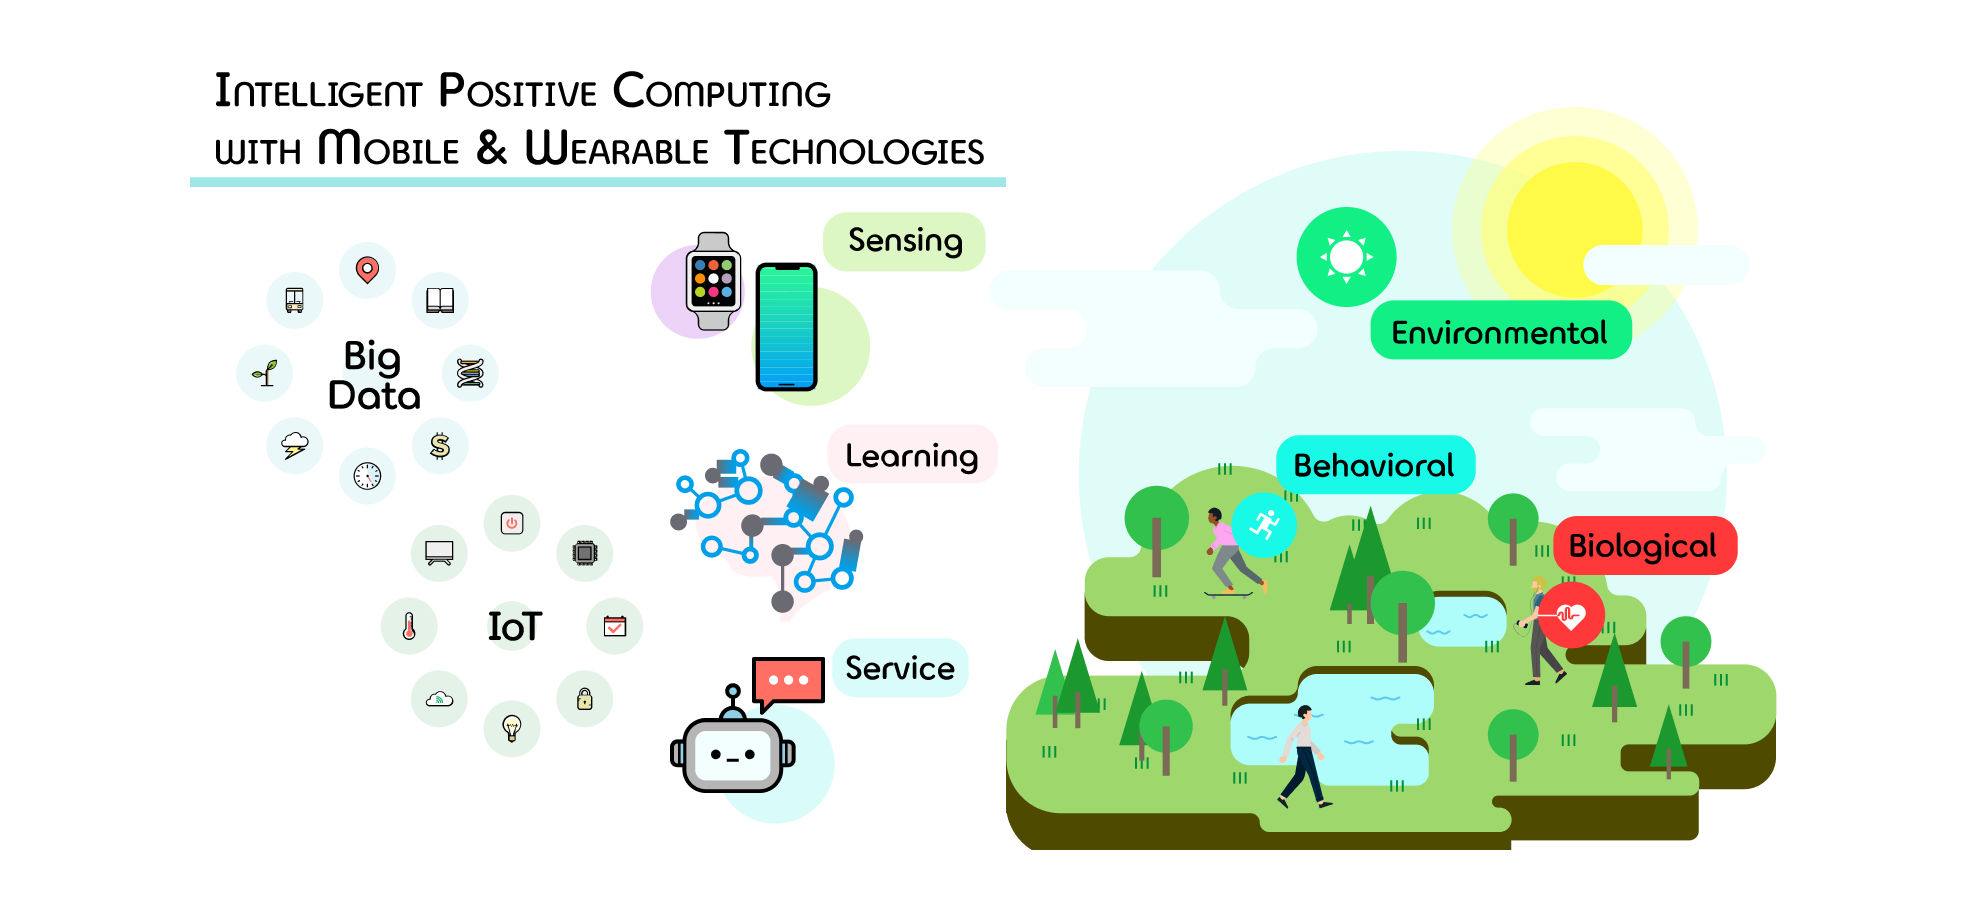 Intelligent Positive Computing
with Mobile & Wearable Technologies
Sensing
Big
Data
Learning
IoT
Service
Environmental
Behavioral
Biological